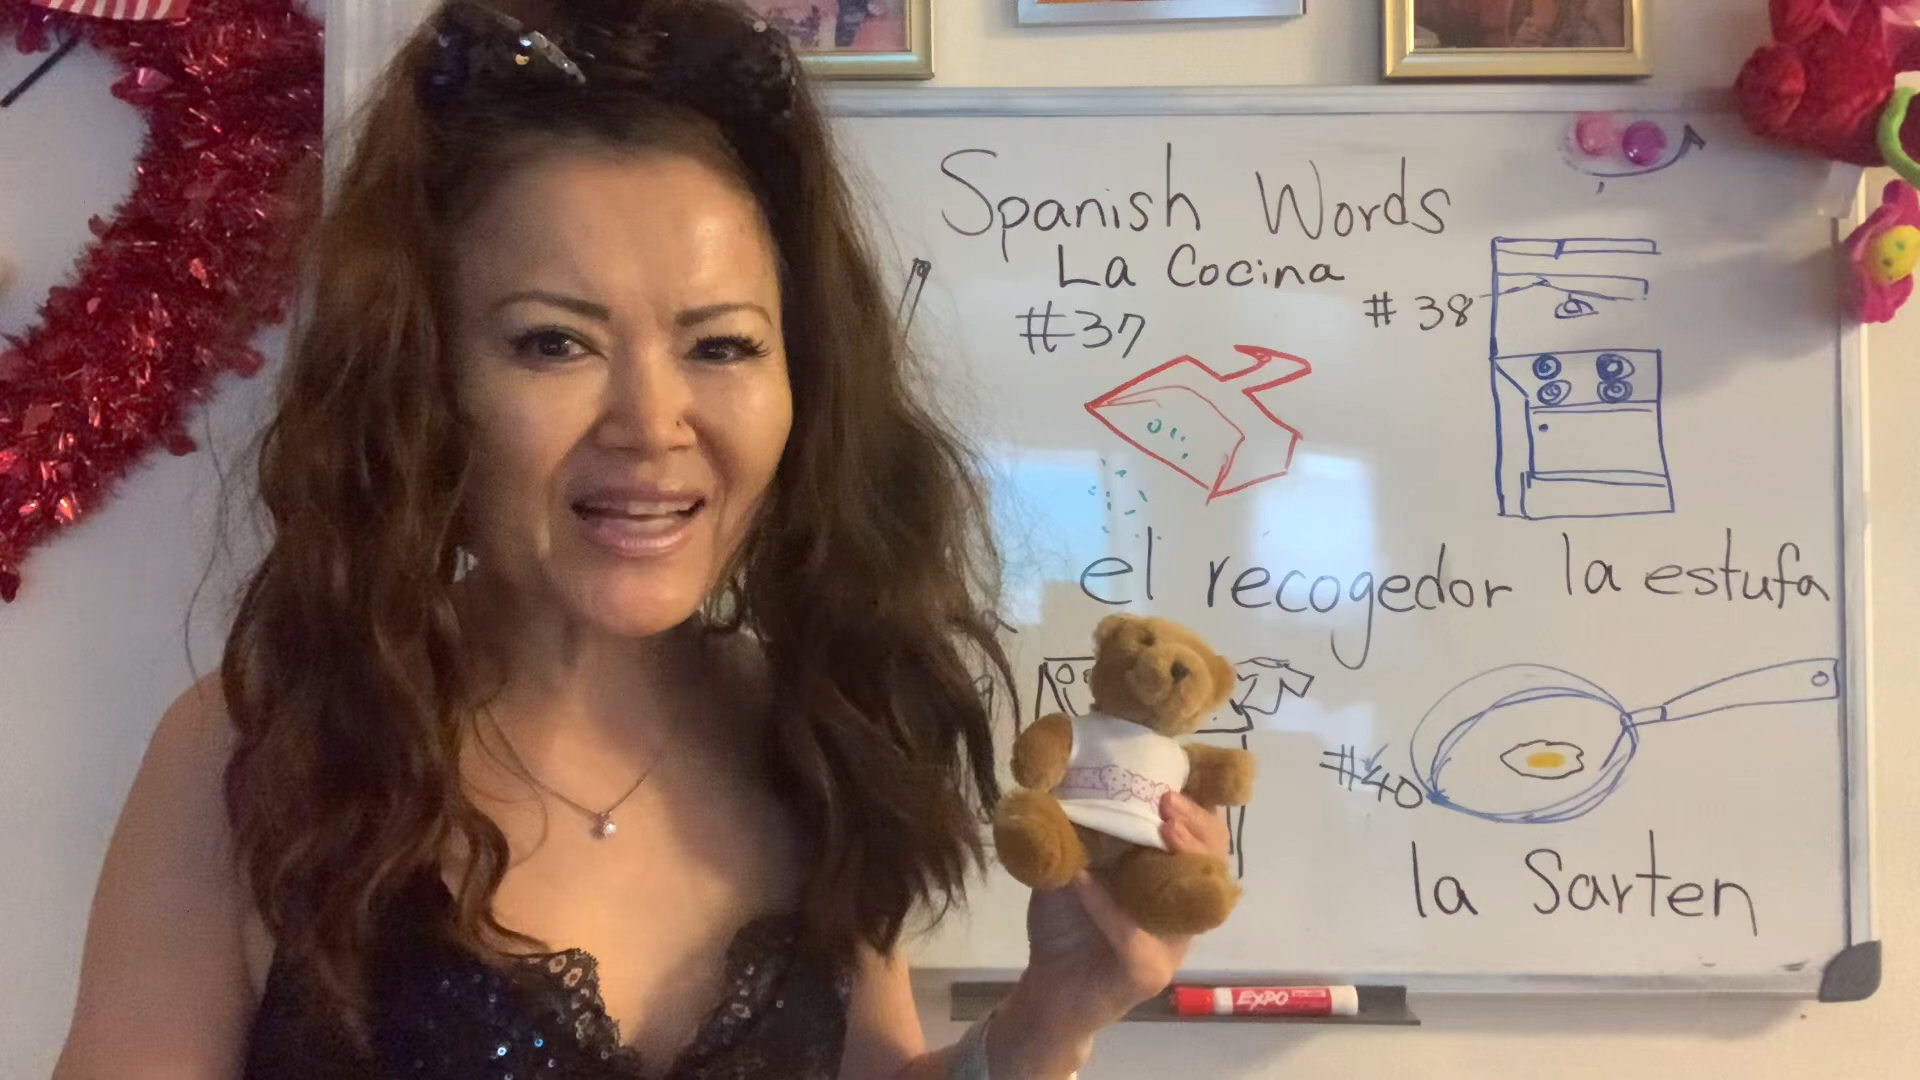 Spanish Words
La Cocina
#37
#38
el recogedor
la estufa
#40
la Sarten
EXPO